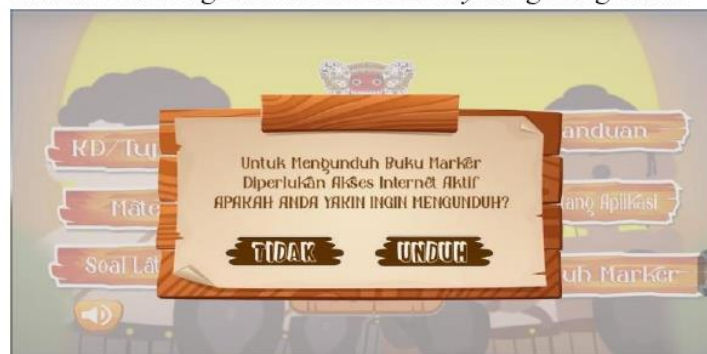 KD/Tuj
Mate
Soal Lat
Untuk Mengunduh Buku Marker
Diperlukan Akses Internet Aktif
APAKAH ANDA YAKIN INGIN MENGUNDUH?
TIDAK
UNDUH
anduan
ang Aplikasi
uh Marker